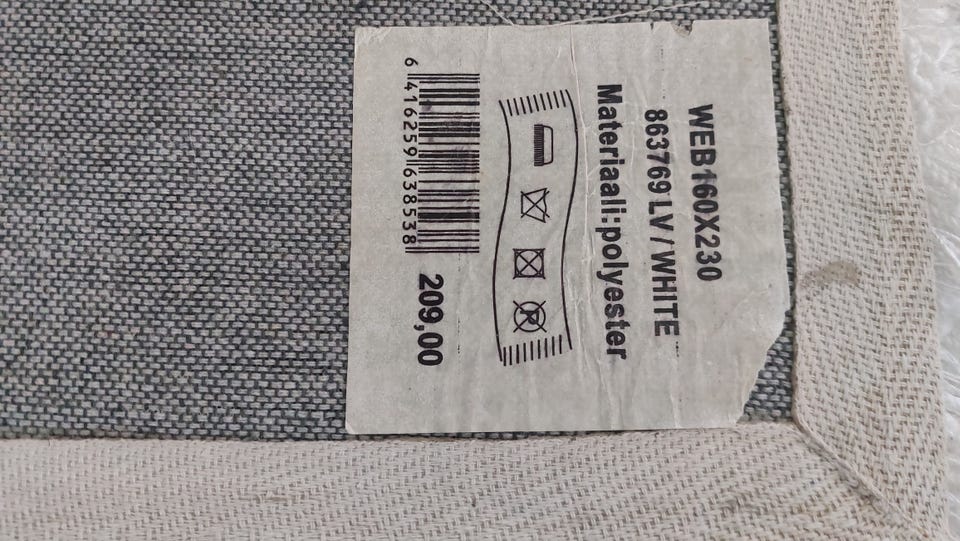 WEB160X230
863769 LV / WHITE
Materiaali:polyester
P
6 416259 638538
209,00